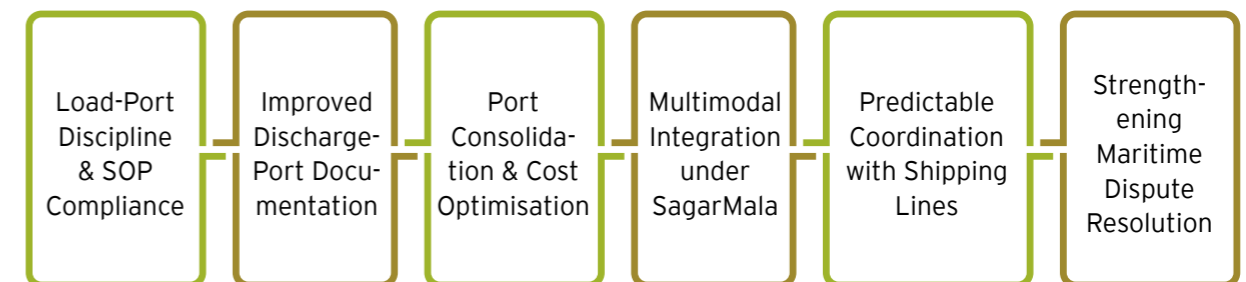 Load-Port
Discipline
& SOP
Compliance
Improved
Discharge-
Port Docu-
mentation
Port
Consolida-
tion & Cost
Optimisation
Multimodal
Integration
under
SagarMala
Predictable
Coordination
with Shipping
Lines
Strength-
ening
Maritime
Dispute
Resolution